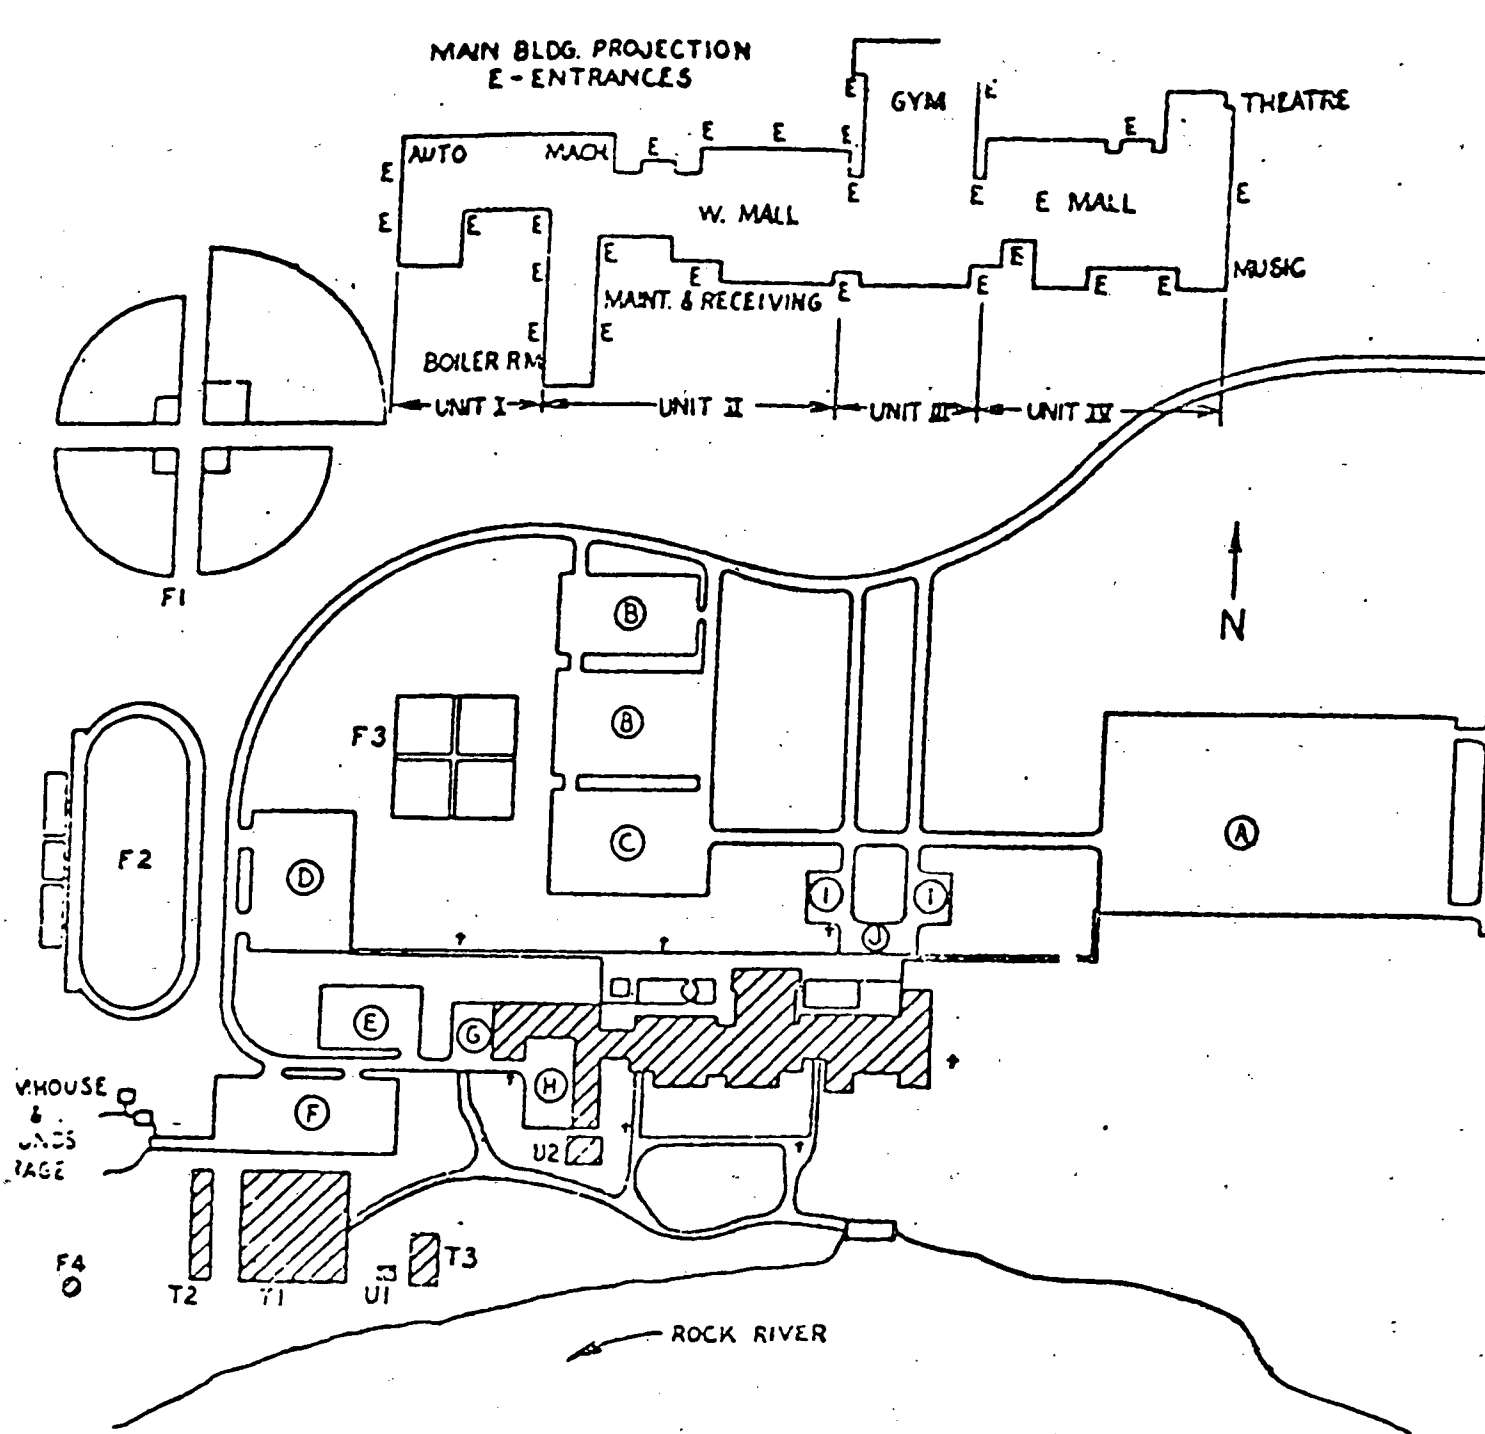 MAIN BLDG. PROJECTION
E - ENTRANCES
E
GYM
E
THEATRE
AUTO
MACH
E
E
E
E
E
E
E
E
E
E
W. MALL
E MALL
E
E
E
E
E
E
E
E
MUSIC
E
E
E
E
E
MAINT. & RECEIVING
E
E
BOILER RM
UNIT I
UNIT II
UNIT III
UNIT IV
F1
B
N
F3
B
F2
D
C
A
I
I
J
E
G
HOUSE
&
F
H
U2
F4
T2
T1
U1
T3
ROCK RIVER